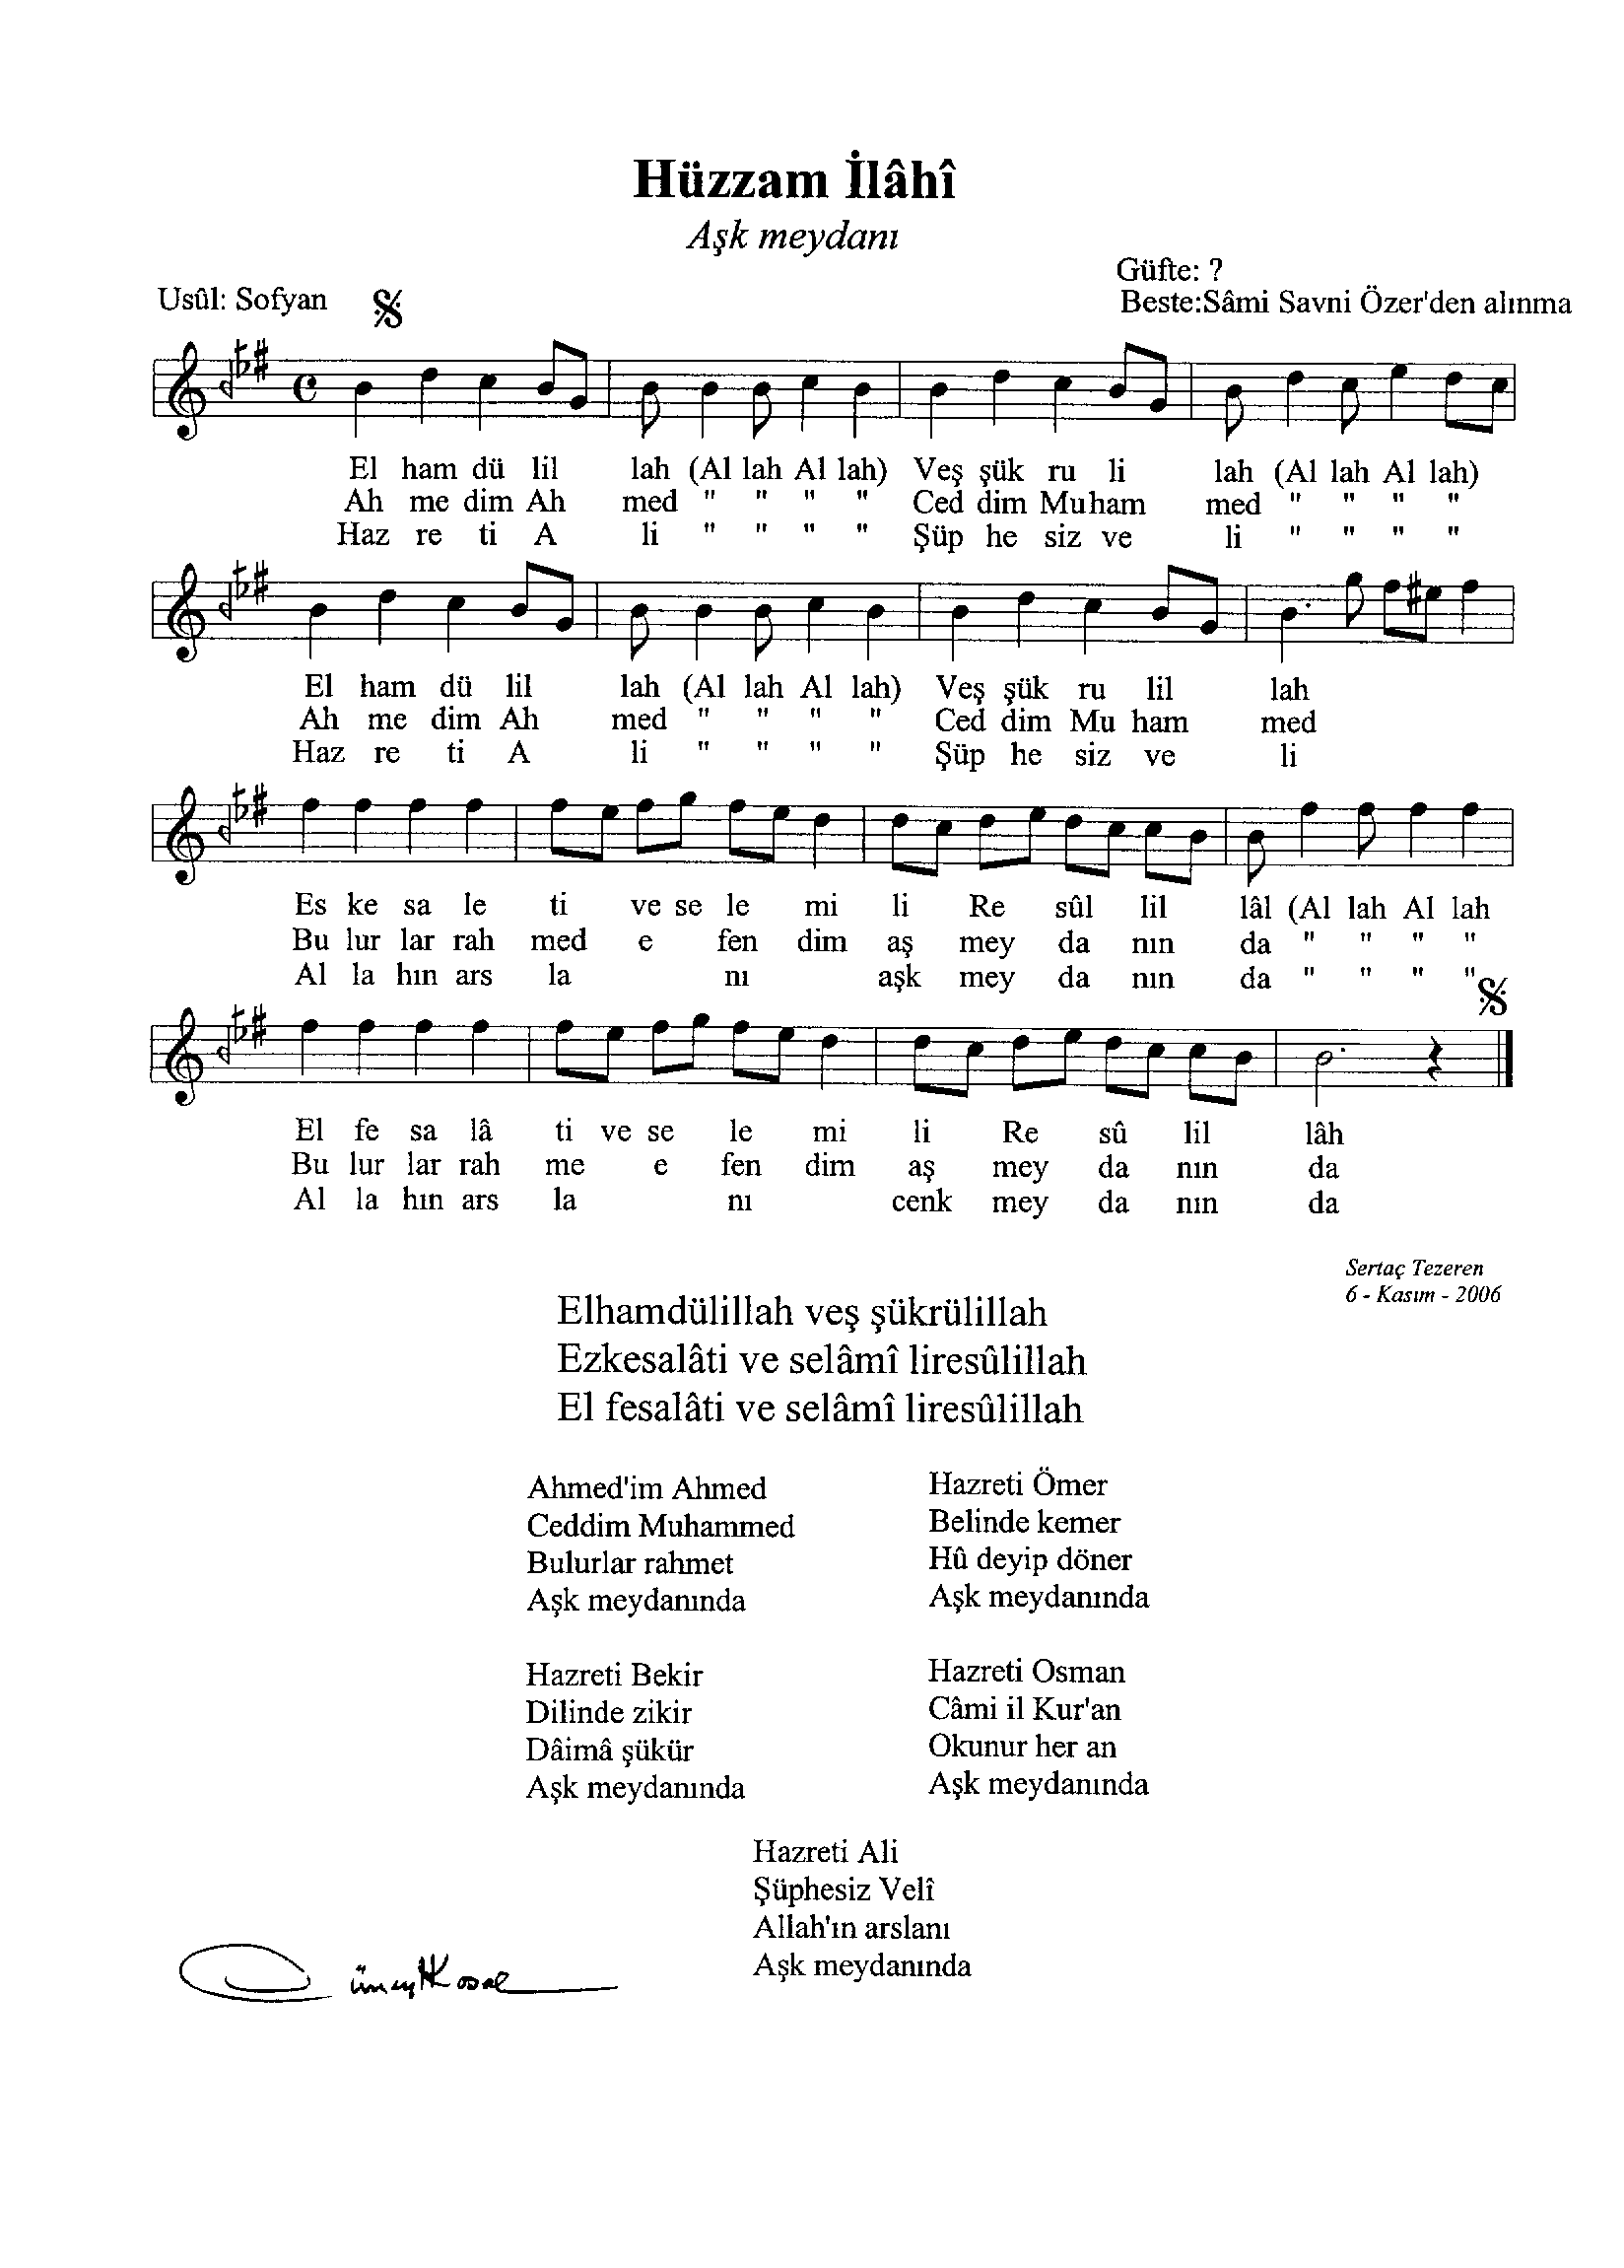 Hüzzam İlâhî
Aşk meydanı
Güfte: ?
Usûl: Sofyan
Beste:Sâmi Savni Özer'den alınma
El ham dü lil lah (Al lah Al lah) Veş şük ru li lah (Al lah Al lah)
Ah me dim Ah med " " " " Ced dim Muham med " " " "
Haz re ti A li " " " " Şüp he siz ve li " " " "
El ham dü lil lah (Al lah Al lah) Veş şük ru lil lah
Ah me dim Ah med " " " " Ced dim Mu ham med
Haz re ti A li " " " " Şüp he siz ve li
Es ke sa le ti ve se le mi li Re sûl lil lâl (Al lah Al lah
Bu lur lar rah med e fen dim aş mey da nın da " " " "
Al la hın ars la nı aşk mey da nın da " " " "
El fe sa lâ ti ve se le mi li Re sû lil lâh
Bu lur lar rah me e fen dim aş mey da nın da
Al la hın ars la nı cenk mey da nın da
Sertaç Tezeren
6 - Kasım - 2006
Elhamdülillah veş şükrülillah
Ezkesalâti ve selâmî liresûlillah
El fesalâti ve selâmî liresûlillah
Ahmed'im Ahmed
Ceddim Muhammed
Bulurlar rahmet
Aşk meydanında
Hazreti Ömer
Belinde kemer
Hû deyip döner
Aşk meydanında
Hazreti Bekir
Dilinde zikir
Dâimâ şükür
Aşk meydanında
Hazreti Osman
Câmi il Kur'an
Okunur her an
Aşk meydanında
Hazreti Ali
Şüphesiz Velî
Allah'ın arslanı
Aşk meydanında